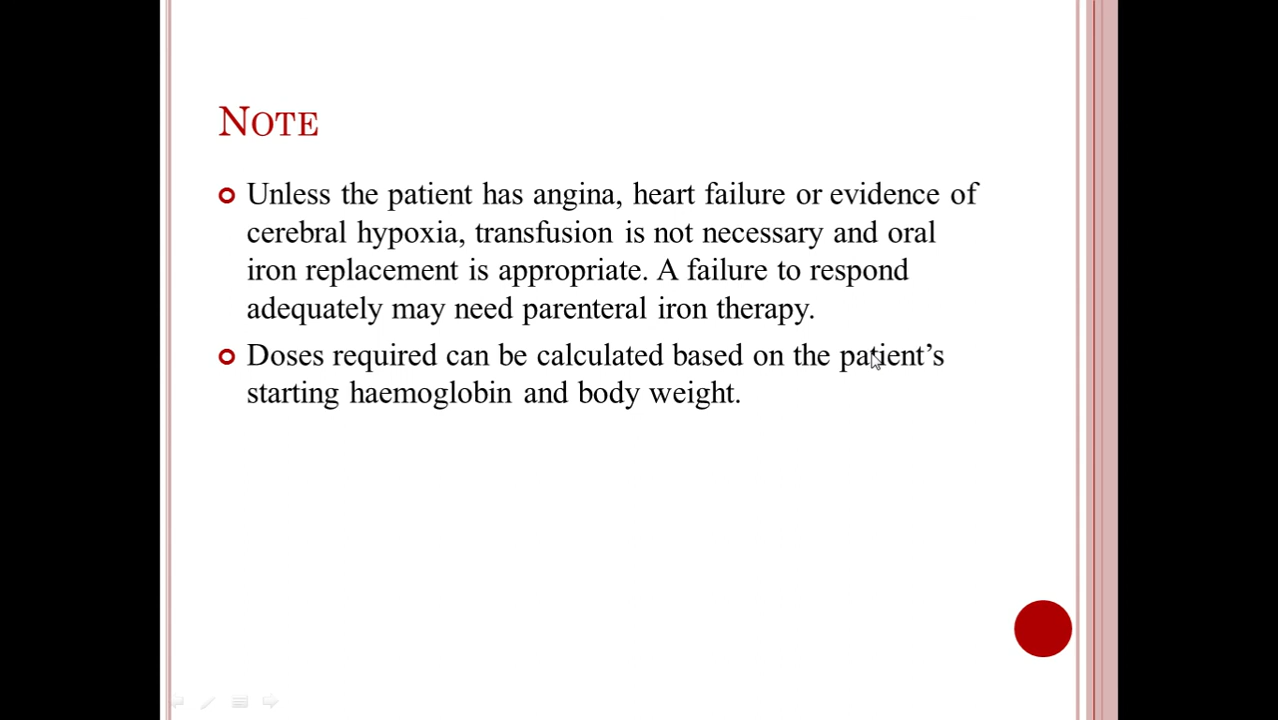 NOTE
Unless the patient has angina, heart failure or evidence of
cerebral hypoxia, transfusion is not necessary and oral
iron replacement is appropriate. A failure to respond
adequately may need parenteral iron therapy.
Doses required can be calculated based on the patient’s
starting haemoglobin and body weight.